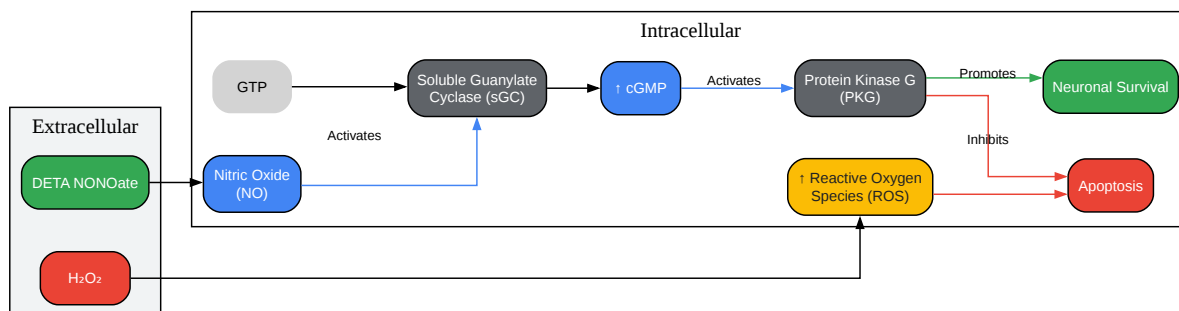 Intracellular
GTP
Soluble Guanylate
Cyclase (sGC)
↑ cGMP
Activates
Protein Kinase G
(PKG)
Promotes
Neuronal Survival
Extracellular
Activates
Inhibits
DETA NONOate
Nitric Oxide
(NO)
↑ Reactive Oxygen
Species (ROS)
Apoptosis
H₂O₂